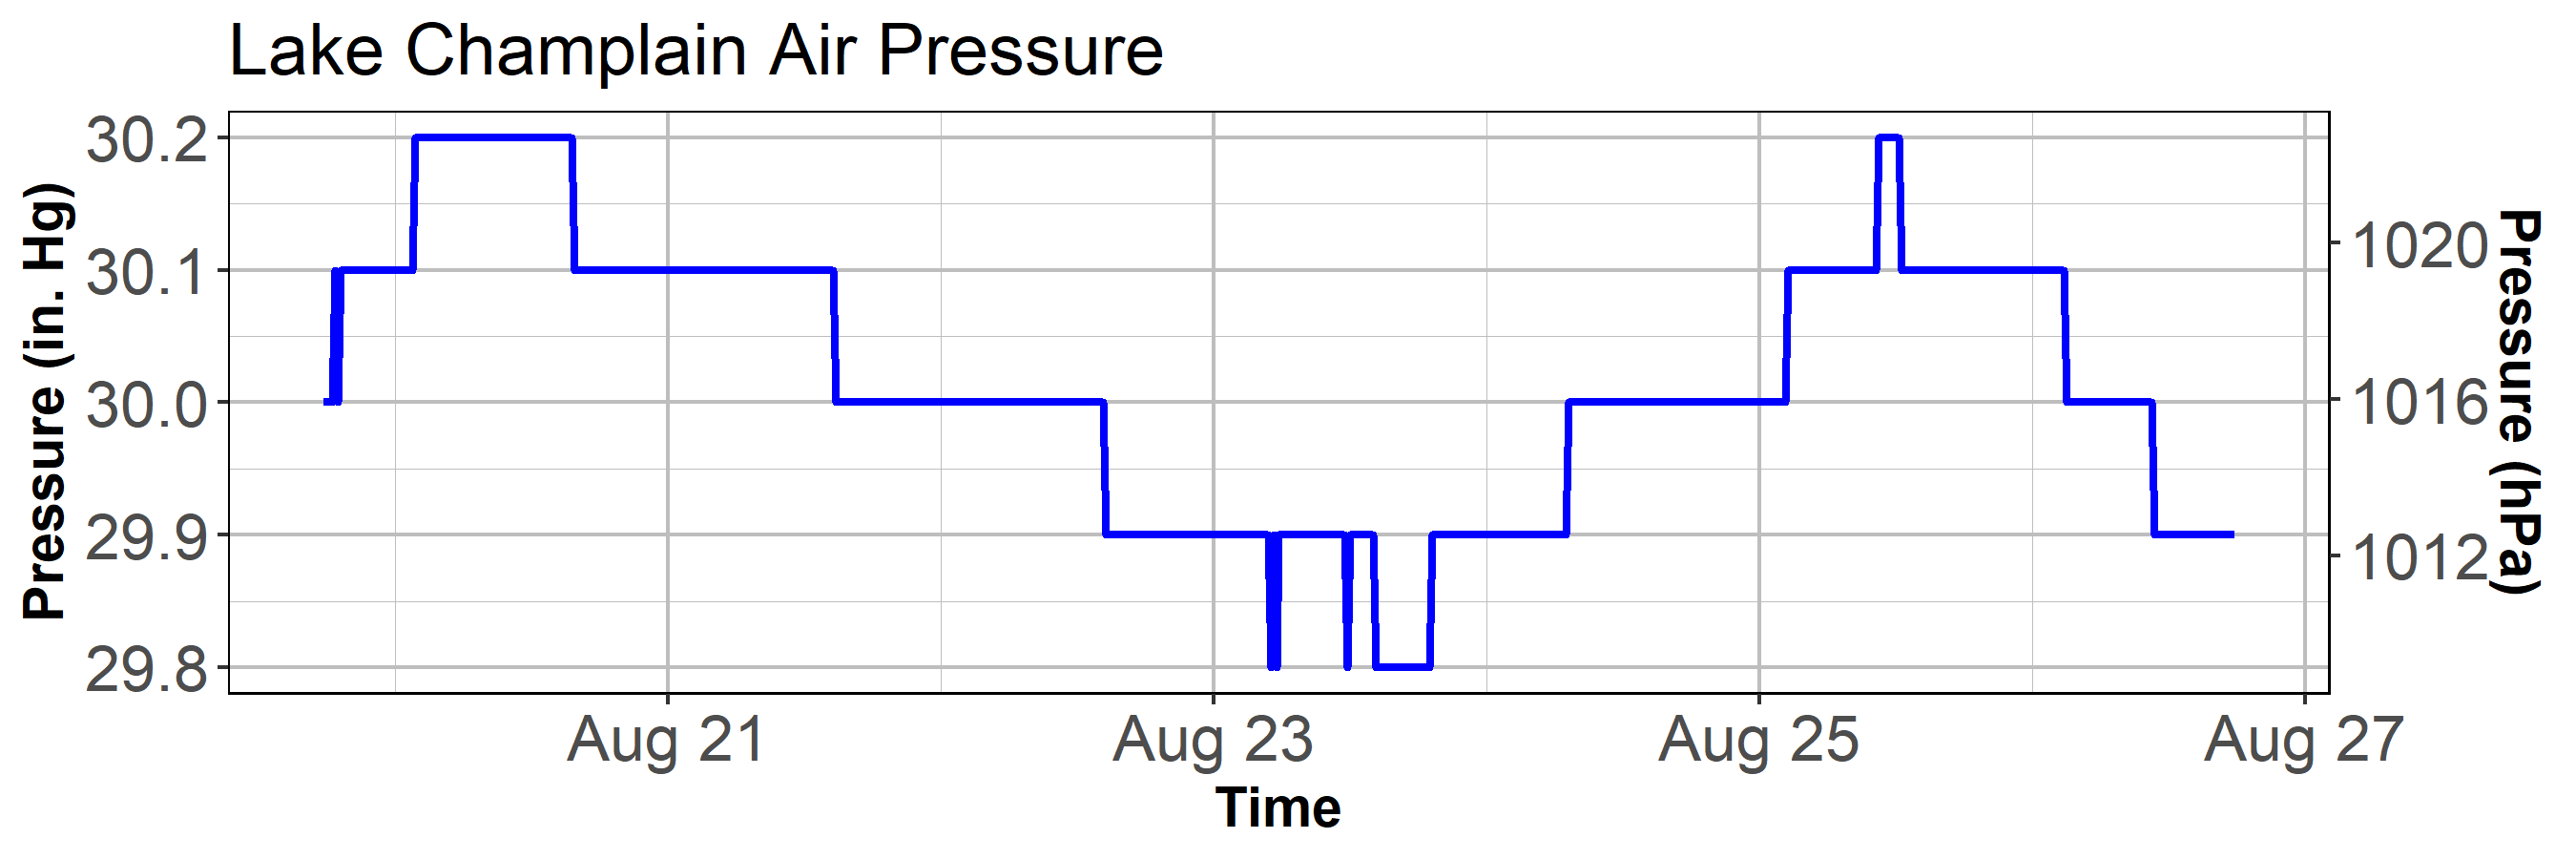 Lake Champlain Air Pressure
Pressure (in. Hg)
30.2
30.1
30.0
29.9
29.8
1020
1016
1012
Pressure (hPa)
Aug 21
Aug 23
Aug 25
Aug 27
Time